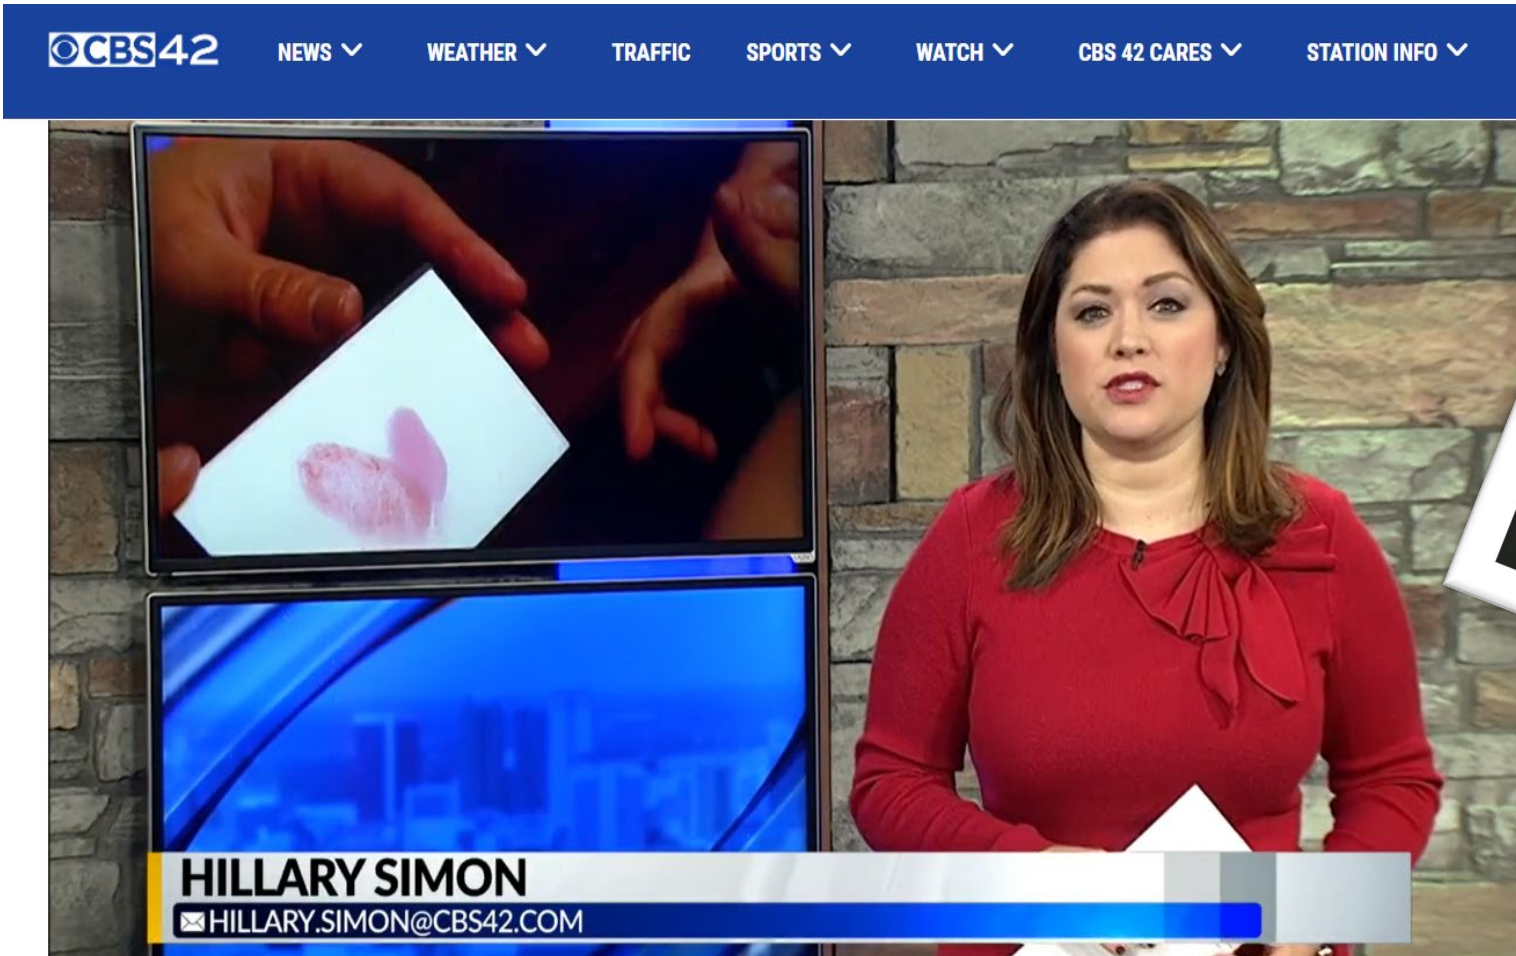 CBS42 NEWS WEATHER TRAFFIC SPORTS WATCH CBS 42 CARES STATION INFO
HILLARY SIMON
HILLARY.SIMON@CBS42.COM